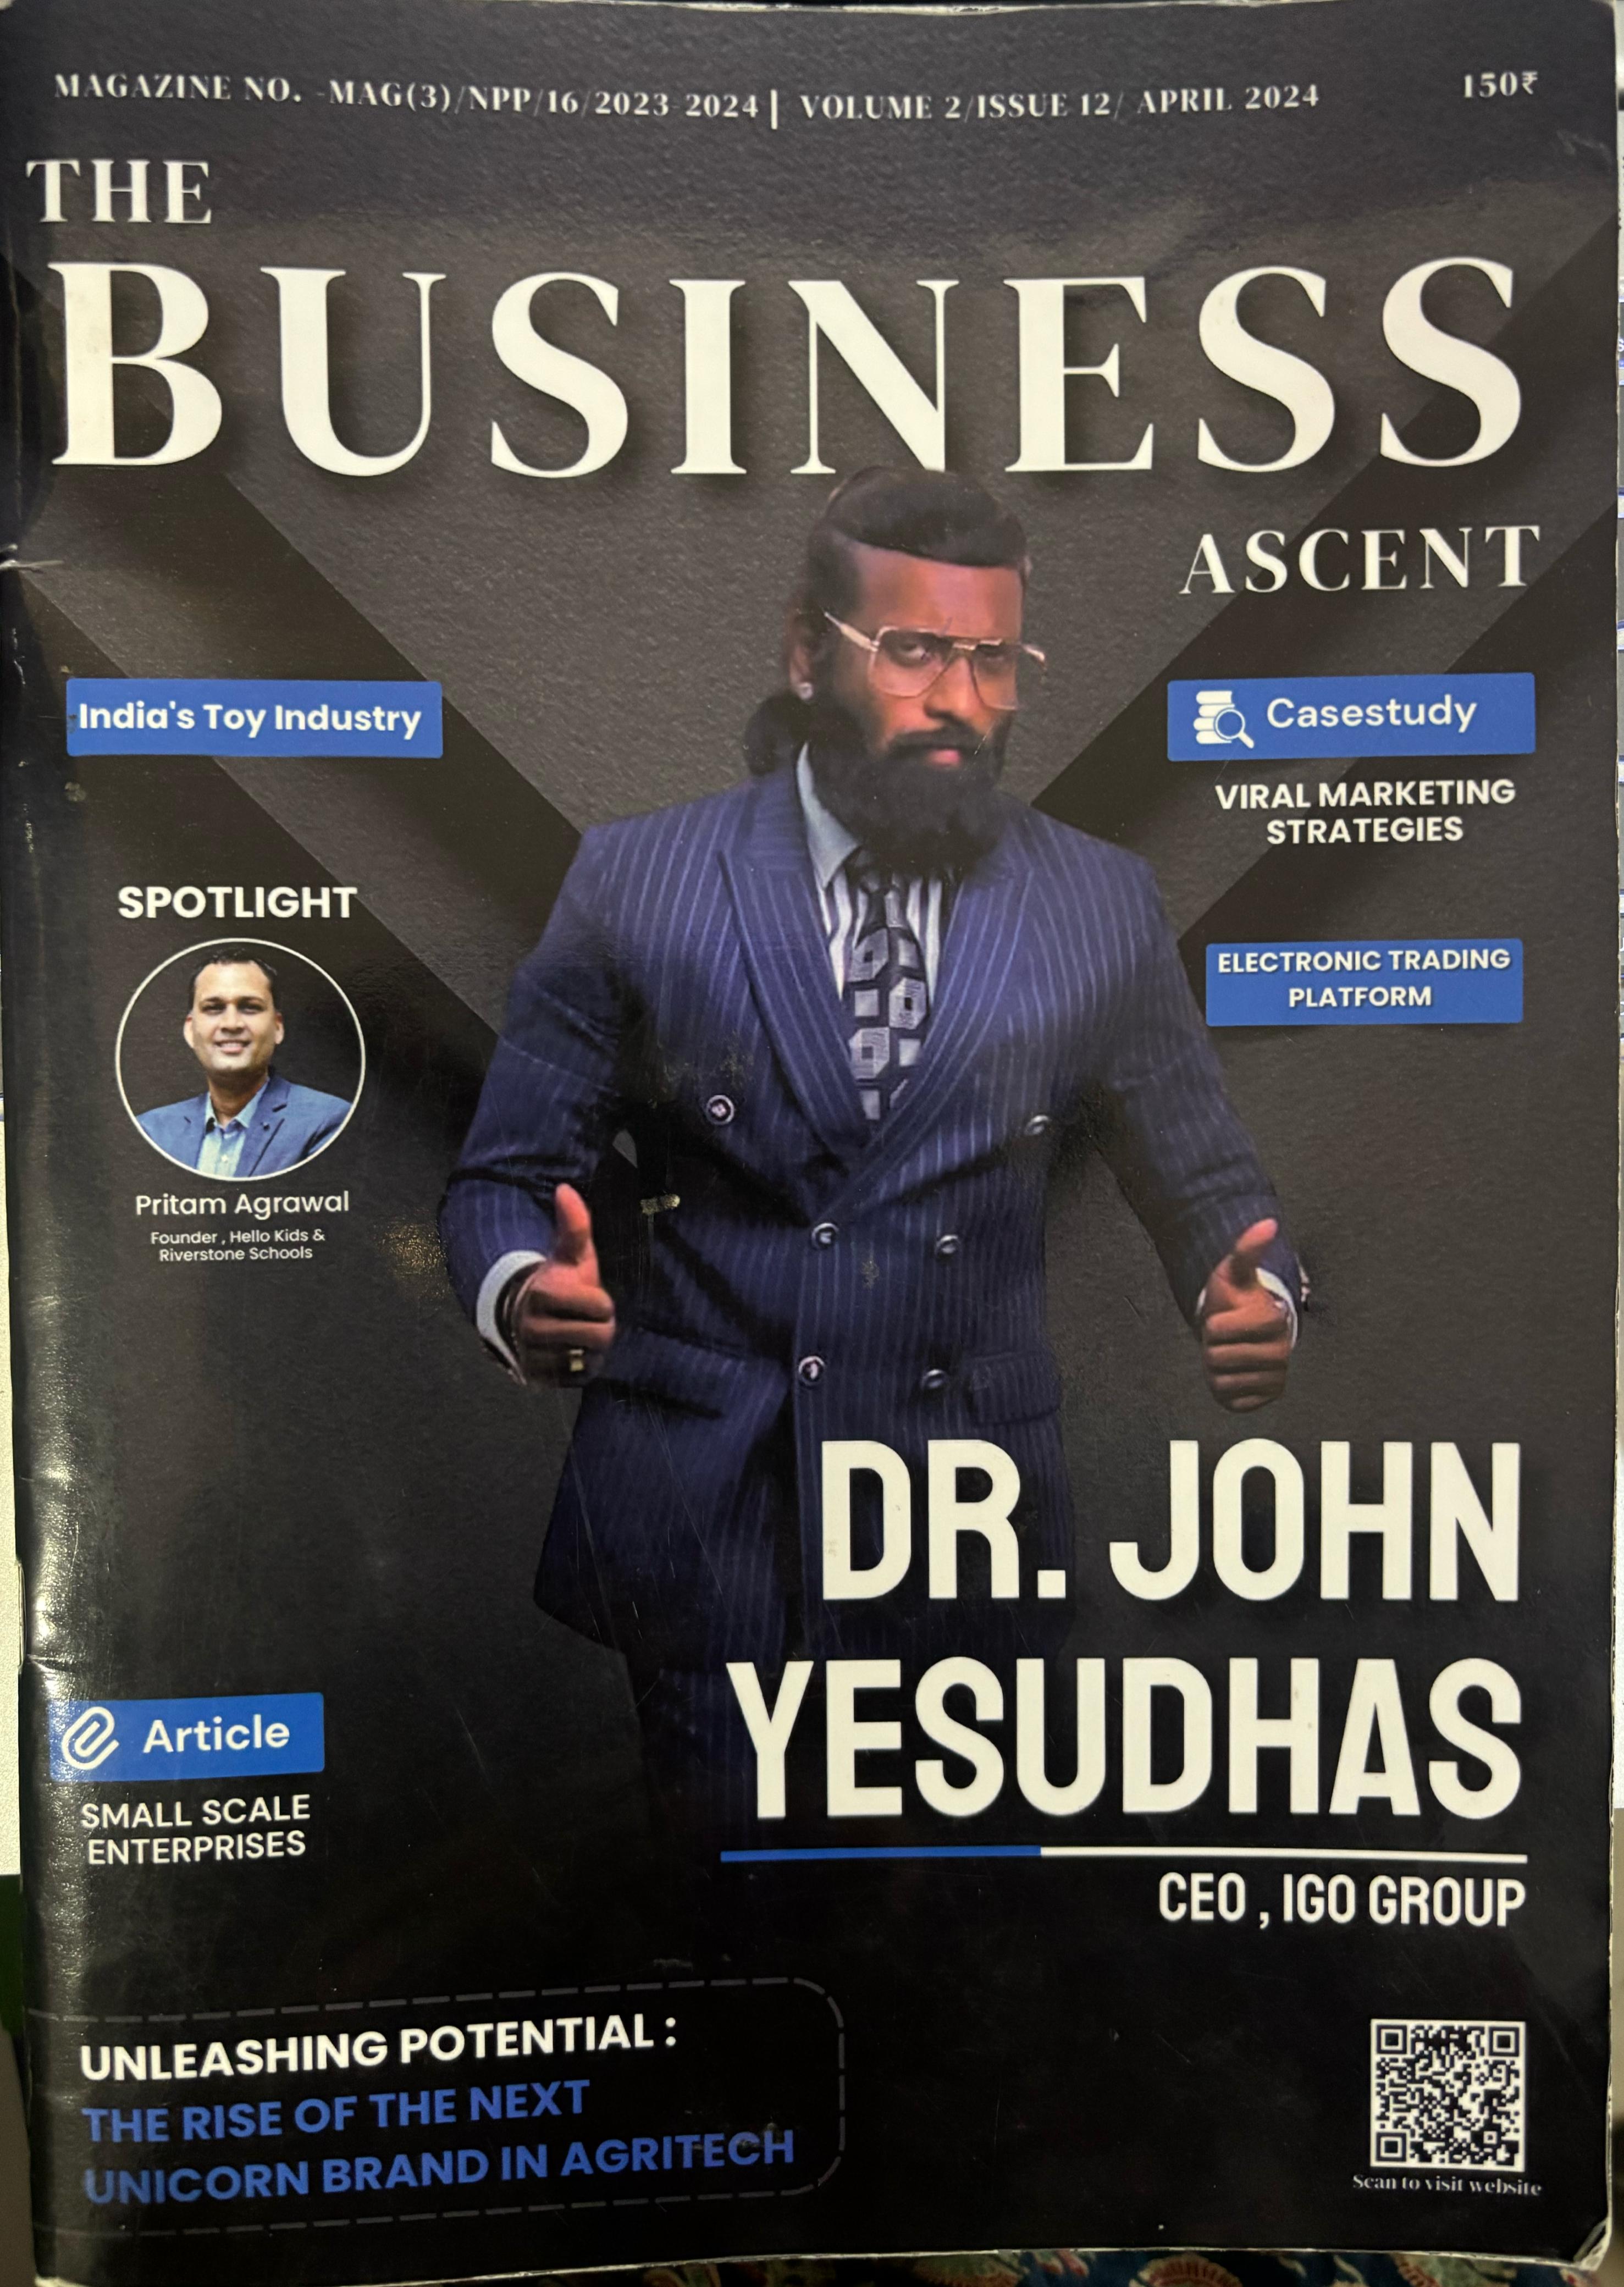 MAGAZINE NO. -MAG(3)/NPP/16/2023-2024 | VOLUME 2/ISSUE 12/ APRIL 2024
150₹
THE
BUSINESS
ASCENT
India's Toy Industry
Casestudy
VIRAL MARKETING
STRATEGIES
SPOTLIGHT
Pritam Agrawal
Founder , Hello Kids &
Riverstone Schools
ELECTRONIC TRADING
PLATFORM
DR. JOHN
YESUDHAS
CEO , IGO GROUP
Article
SMALL SCALE
ENTERPRISES
UNLEASHING POTENTIAL :
THE RISE OF THE NEXT
UNICORN BRAND IN AGRITECH
Scan to visit website